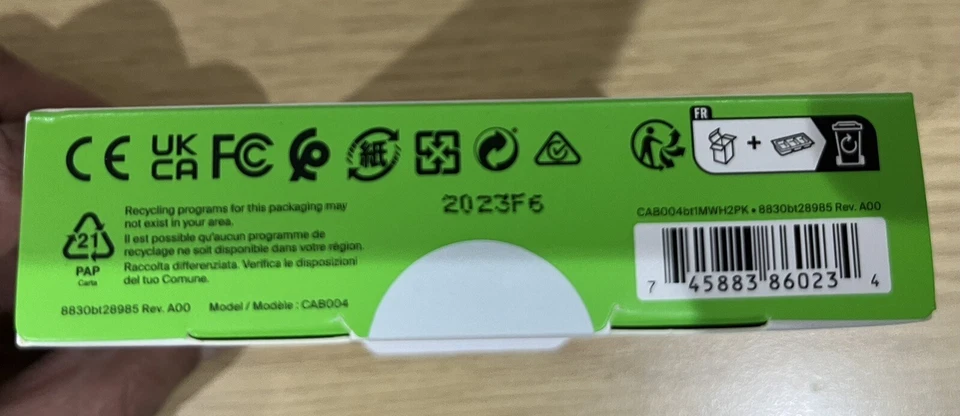 CE
UK
CA
FC
紙
FR
+
2023F6
21
PAP
Carta
Recycling programs for this packaging may
not exist in your area.
Il est possible qu'aucun programme de
recyclage ne soit disponible dans votre région.
Raccolta differenziata. Verifica le disposizioni
del tuo Comune.
8830bt28985 Rev. A00
Model / Modèle : CAB004
CAB004bt1MWH2PK • 8830bt28985 Rev. A00
7 45883 86023 4